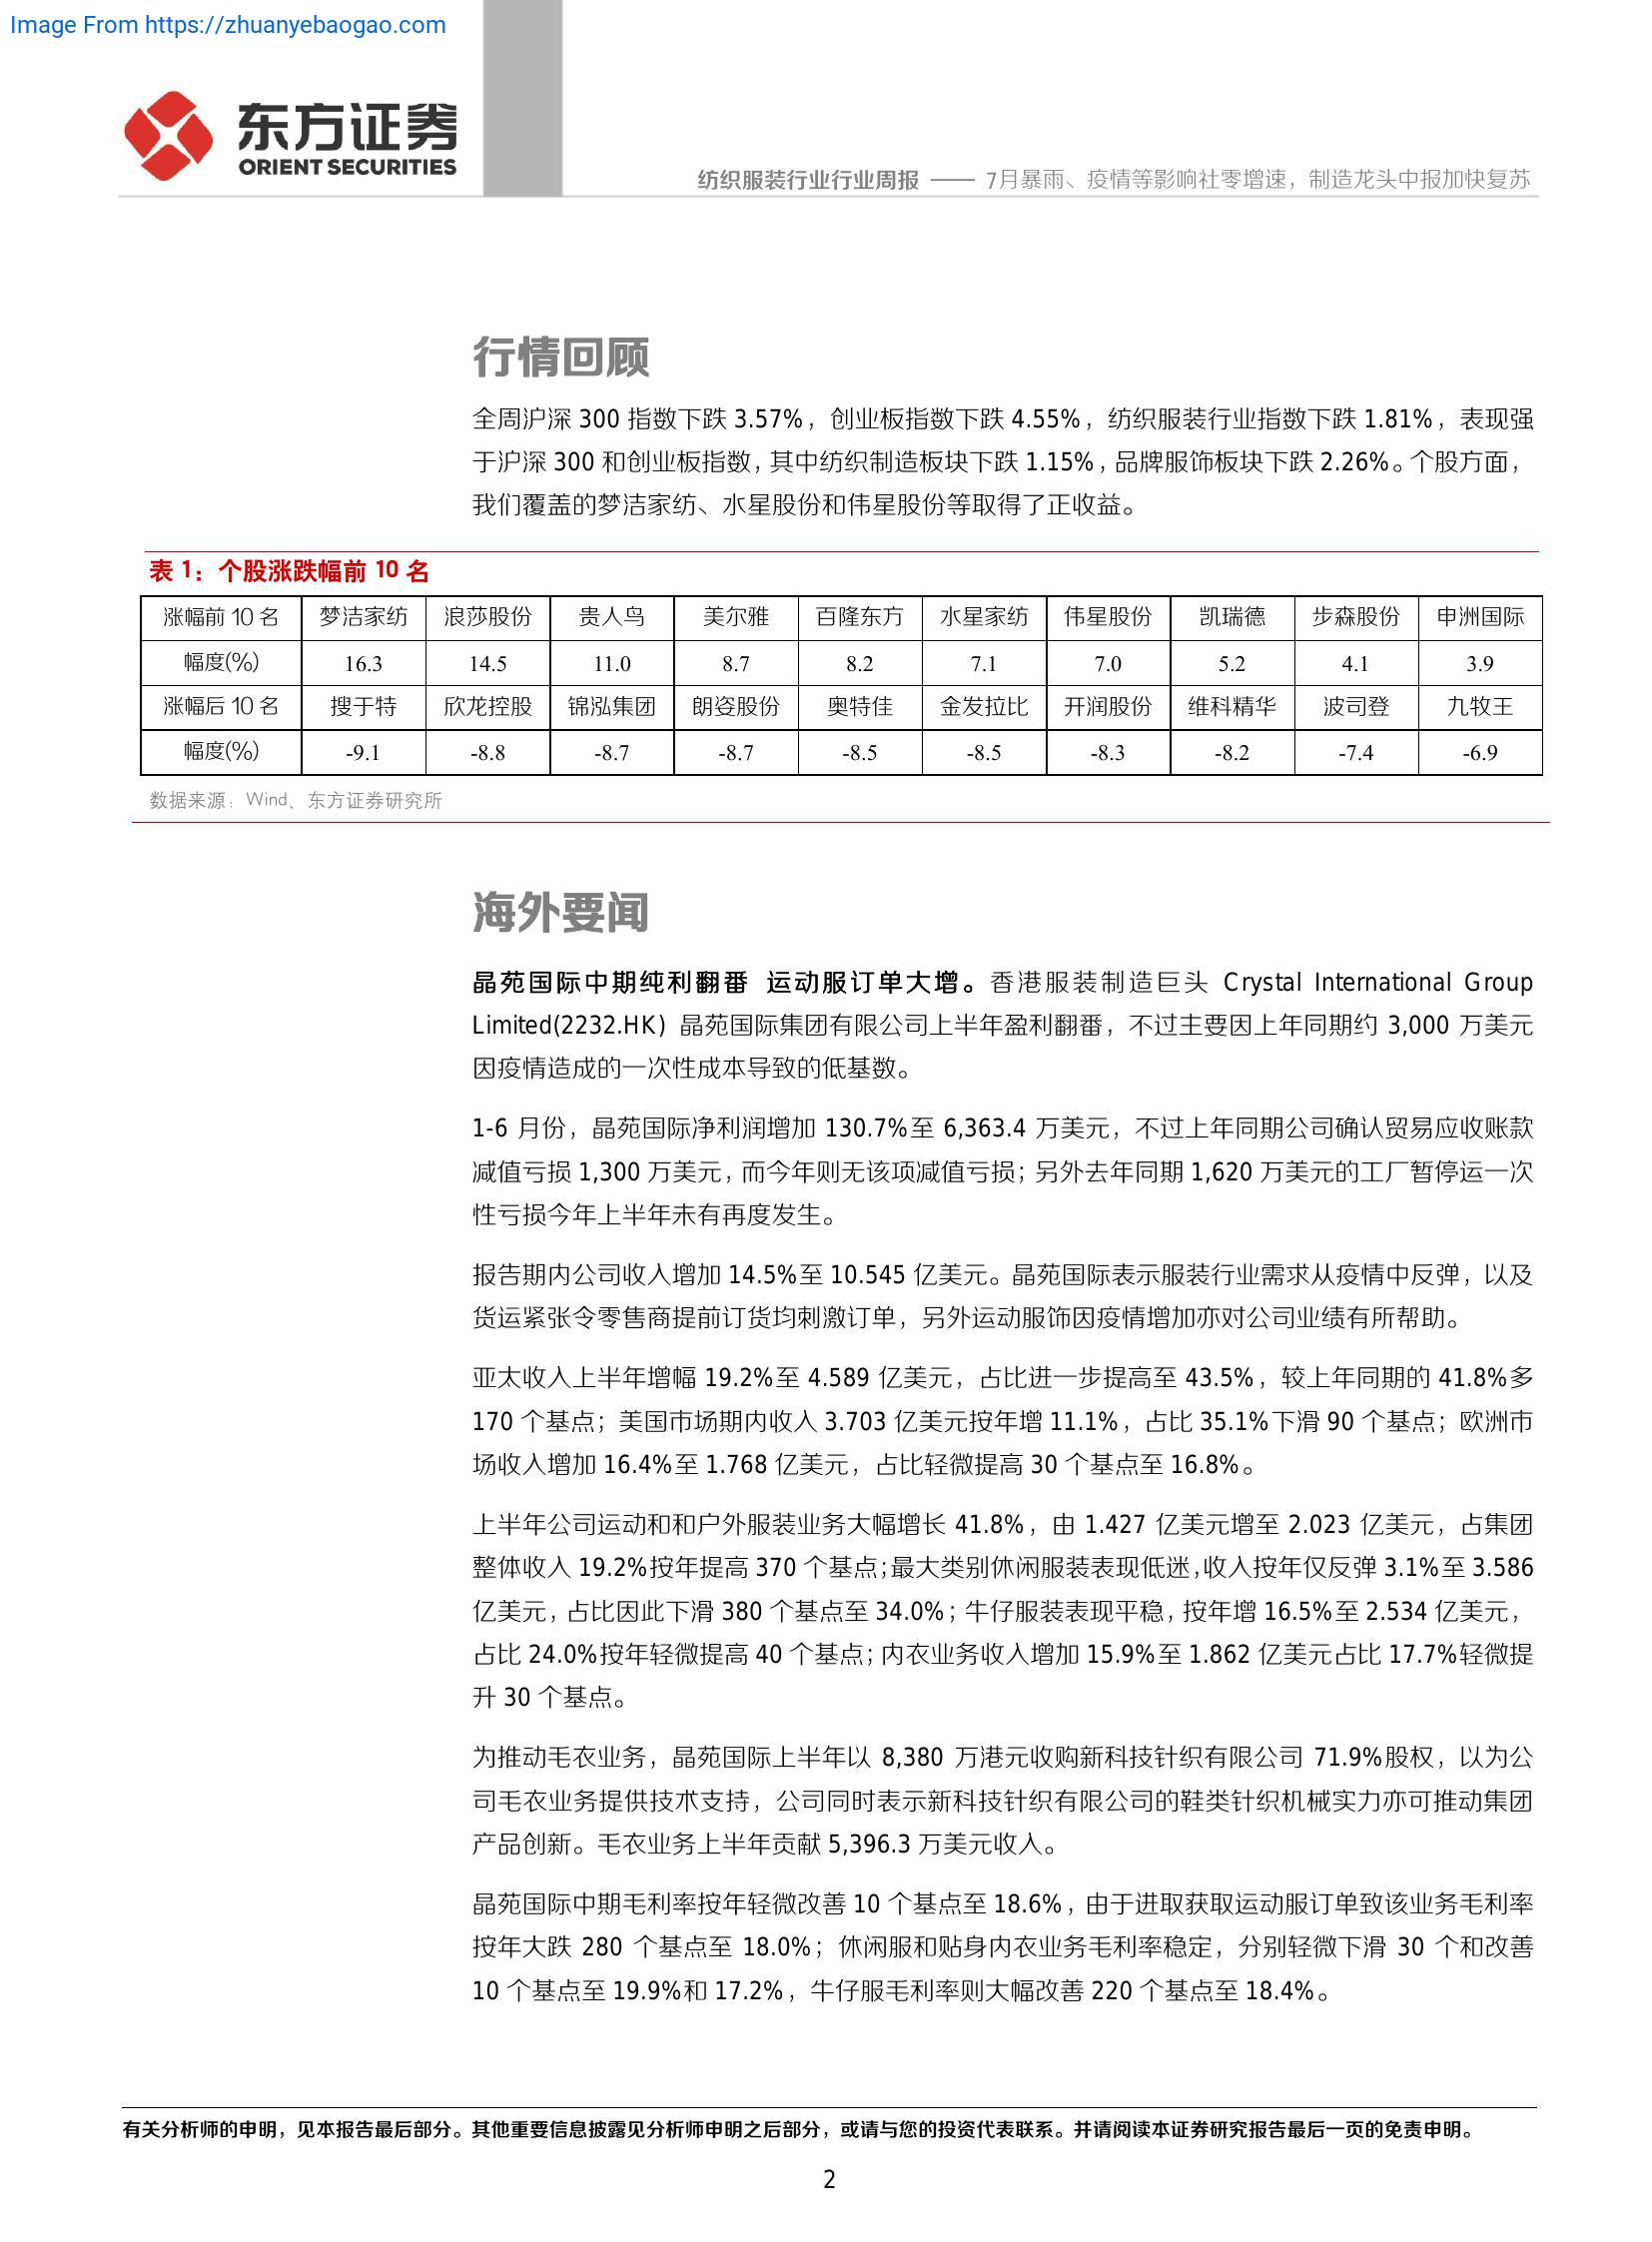 Image From https://zhuanyebaogao.com
东方证券
ORIENT SECURITIES
纺织服装行业行业周报 —— 7月暴雨、疫情等影响社零增速，制造龙头中报加快复苏
行情回顾
全周沪深 300 指数下跌 3.57%，创业板指数下跌 4.55%，纺织服装行业指数下跌 1.81%，表现强
于沪深 300 和创业板指数，其中纺织制造板块下跌 1.15%，品牌服饰板块下跌 2.26%。个股方面，
我们覆盖的梦洁家纺、水星股份和伟星股份等取得了正收益。
表 1：个股涨跌幅前 10 名
涨幅前 10 名 梦洁家纺 浪莎股份 贵人鸟 美尔雅 百隆东方 水星家纺 伟星股份 凯瑞德 步森股份 申洲国际
幅度(%) 16.3 14.5 11.0 8.7 8.2 7.1 7.0 5.2 4.1 3.9
涨幅后 10 名 搜于特 欣龙控股 锦泓集团 朗姿股份 奥特佳 金发拉比 开润股份 维科精华 波司登 九牧王
幅度(%) -9.1 -8.8 -8.7 -8.7 -8.5 -8.5 -8.3 -8.2 -7.4 -6.9
数据来源：Wind、东方证券研究所
海外要闻
晶苑国际中期纯利翻番 运动服订单大增。香港服装制造巨头 Crystal International Group
Limited(2232.HK) 晶苑国际集团有限公司上半年盈利翻番，不过主要因上年同期约 3,000 万美元
因疫情造成的一次性成本导致的低基数。
1-6 月份，晶苑国际净利润增加 130.7%至 6,363.4 万美元，不过上年同期公司确认贸易应收账款
减值亏损 1,300 万美元，而今年则无该项减值亏损；另外去年同期 1,620 万美元的工厂暂停运一次
性亏损今年上半年未有再度发生。
报告期内公司收入增加 14.5%至 10.545 亿美元。晶苑国际表示服装行业需求从疫情中反弹，以及
货运紧张令零售商提前订货均刺激订单，另外运动服饰因疫情增加亦对公司业绩有所帮助。
亚太收入上半年增幅 19.2%至 4.589 亿美元，占比进一步提高至 43.5%，较上年同期的 41.8%多
170 个基点；美国市场期内收入 3.703 亿美元按年增 11.1%，占比 35.1%下滑 90 个基点；欧洲市
场收入增加 16.4%至 1.768 亿美元，占比轻微提高 30 个基点至 16.8%。
上半年公司运动和和户外服装业务大幅增长 41.8%，由 1.427 亿美元增至 2.023 亿美元，占集团
整体收入 19.2%按年提高 370 个基点；最大类别休闲服装表现低迷，收入按年仅反弹 3.1%至 3.586
亿美元，占比因此下滑 380 个基点至 34.0%；牛仔服装表现平稳，按年增 16.5%至 2.534 亿美元，
占比 24.0%按年轻微提高 40 个基点；内衣业务收入增加 15.9%至 1.862 亿美元占比 17.7%轻微提
升 30 个基点。
为推动毛衣业务，晶苑国际上半年以 8,380 万港元收购新科技针织有限公司 71.9%股权，以为公
司毛衣业务提供技术支持，公司同时表示新科技针织有限公司的鞋类针织机械实力亦可推动集团
产品创新。毛衣业务上半年贡献 5,396.3 万美元收入。
晶苑国际中期毛利率按年轻微改善 10 个基点至 18.6%，由于进取获取运动服订单致该业务毛利率
按年大跌 280 个基点至 18.0%；休闲服和贴身内衣业务毛利率稳定，分别轻微下滑 30 个和改善
10 个基点至 19.9%和 17.2%，牛仔服毛利率则大幅改善 220 个基点至 18.4%。
有关分析师的申明，见本报告最后部分。其他重要信息披露见分析师申明之后部分，或请与您的投资代表联系。并请阅读本证券研究报告最后一页的免责申明。
2